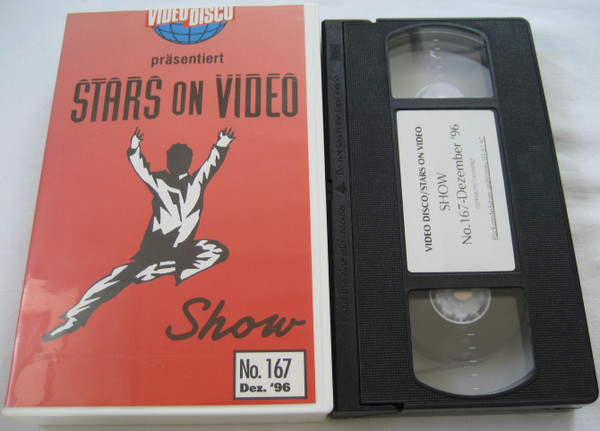 VIDEO DISCO
präsentiert
STARS ON VIDEO
Show
No. 167
Dez. '96
VIDEO DISCO/STARS ON VIDEO
SHOW
No.167-Dezember '96